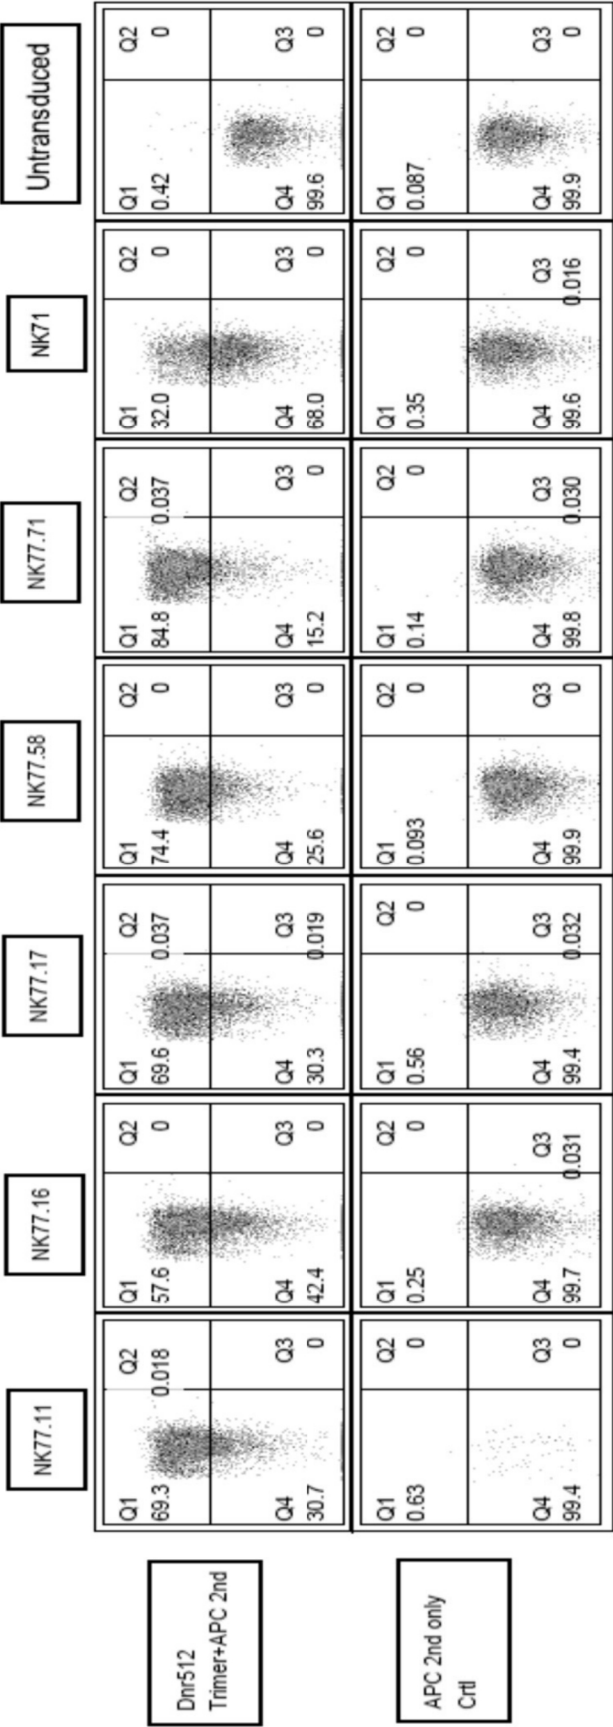 NK77.11
NK77.16
NK77.17
NK77.58
NK77.71
NK71
Untransduced
Dnr512
Trimer+APC 2nd
Q1
69.3
Q2
0.018
Q4
30.7
Q3
0
Q1
57.6
Q2
0
Q4
42.4
Q3
0
Q1
69.6
Q2
0.037
Q4
30.3
Q3
0.019
Q1
74.4
Q2
0
Q4
25.6
Q3
0
Q1
84.8
Q2
0.037
Q4
15.2
Q3
0
Q1
32.0
Q2
0
Q4
68.0
Q3
0
Q1
0.42
Q2
0
Q4
99.6
Q3
0
APC 2nd only
Crtl
Q1
0.63
Q2
0
Q4
99.4
Q3
0
Q1
0.25
Q2
0
Q4
99.7
Q3
0.031
Q1
0.56
Q2
0
Q4
99.4
Q3
0.032
Q1
0.093
Q2
0
Q4
99.9
Q3
0
Q1
0.14
Q2
0
Q4
99.8
Q3
0.030
Q1
0.35
Q2
0
Q4
99.6
Q3
0.016
Q1
0.087
Q2
0
Q4
99.9
Q3
0